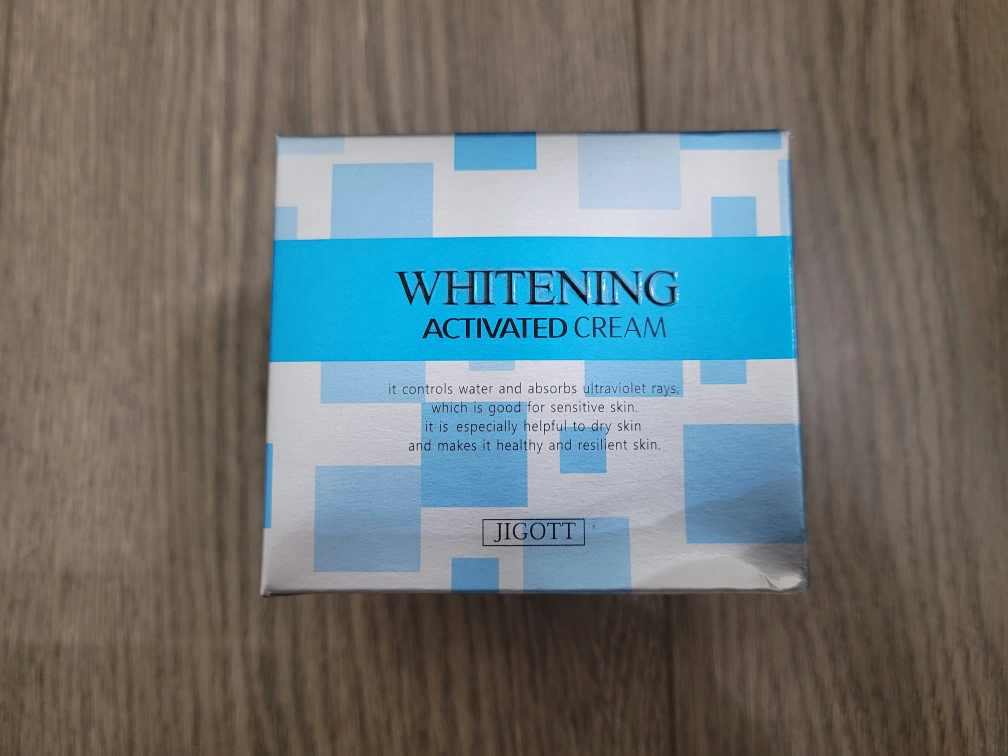 WHITENING
ACTIVATED CREAM
it controls water and absorbs ultraviolet rays,
which is good for sensitive skin.
it is especially helpful to dry skin
and makes it healthy and resilient skin.
JIGOTT